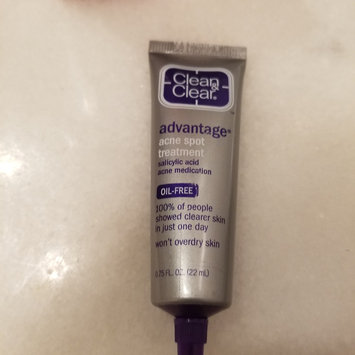 Clean &
Clear®
advantage®
acne spot
treatment
salicylic acid
acne medication
OIL-FREE
100% of people
showed clearer skin
in just one day
won't overdry skin
0.75 FL. OZ. (22 mL)